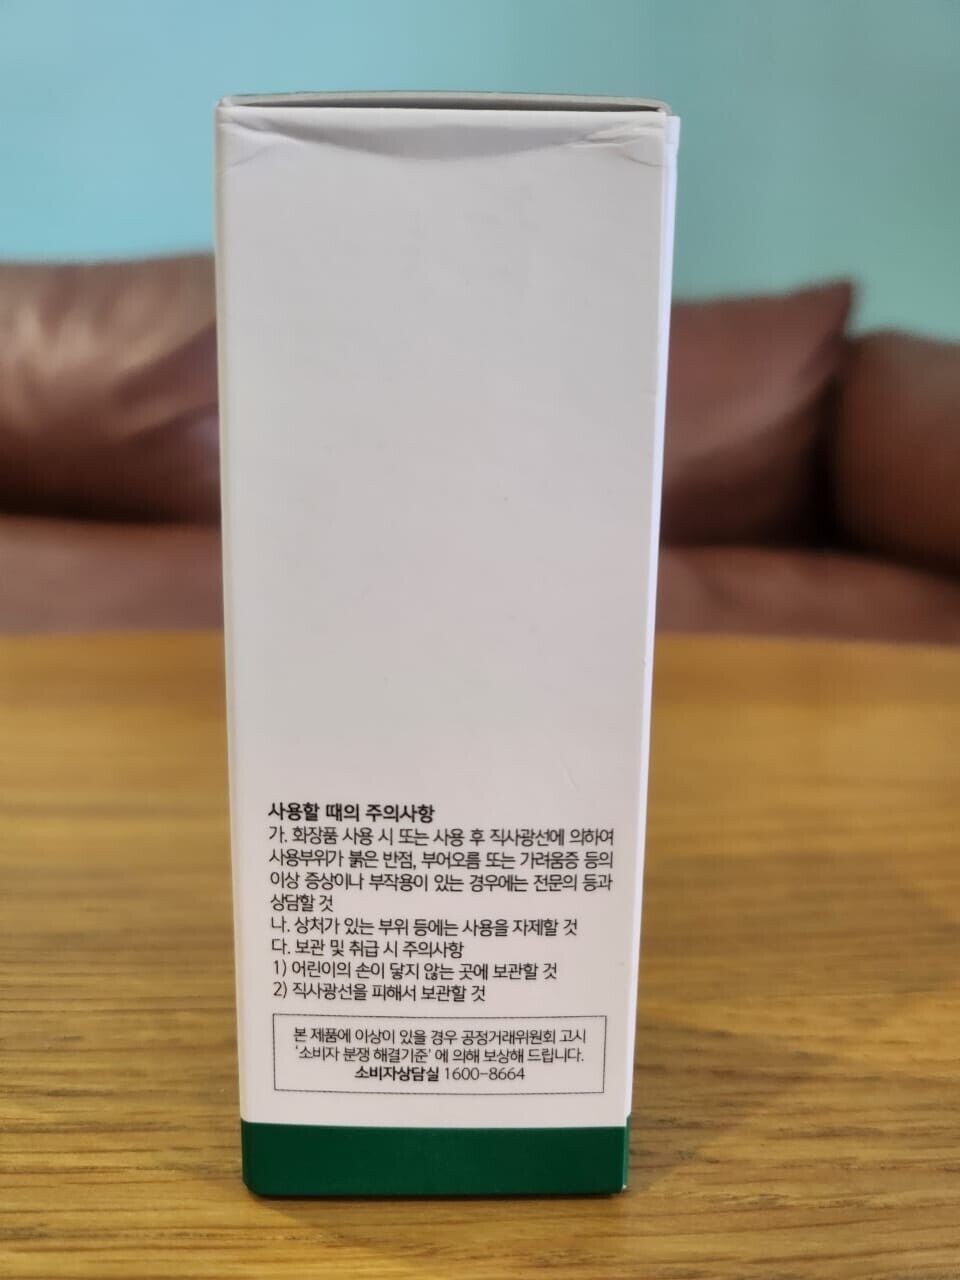 사용할 때의 주의사항
가. 화장품 사용 시 또는 사용 후 직사광선에 의하여
사용부위가 붉은 반점, 부어오름 또는 가려움증 등의
이상 증상이나 부작용이 있는 경우에는 전문의 등과
상담할 것
나. 상처가 있는 부위 등에는 사용을 자제할 것
다. 보관 및 취급 시 주의사항
1) 어린이의 손이 닿지 않는 곳에 보관할 것
2) 직사광선을 피해서 보관할 것
본 제품에 이상이 있을 경우 공정거래위원회 고시
'소비자 분쟁 해결기준' 에 의해 보상해 드립니다.
소비자상담실 1600-8664